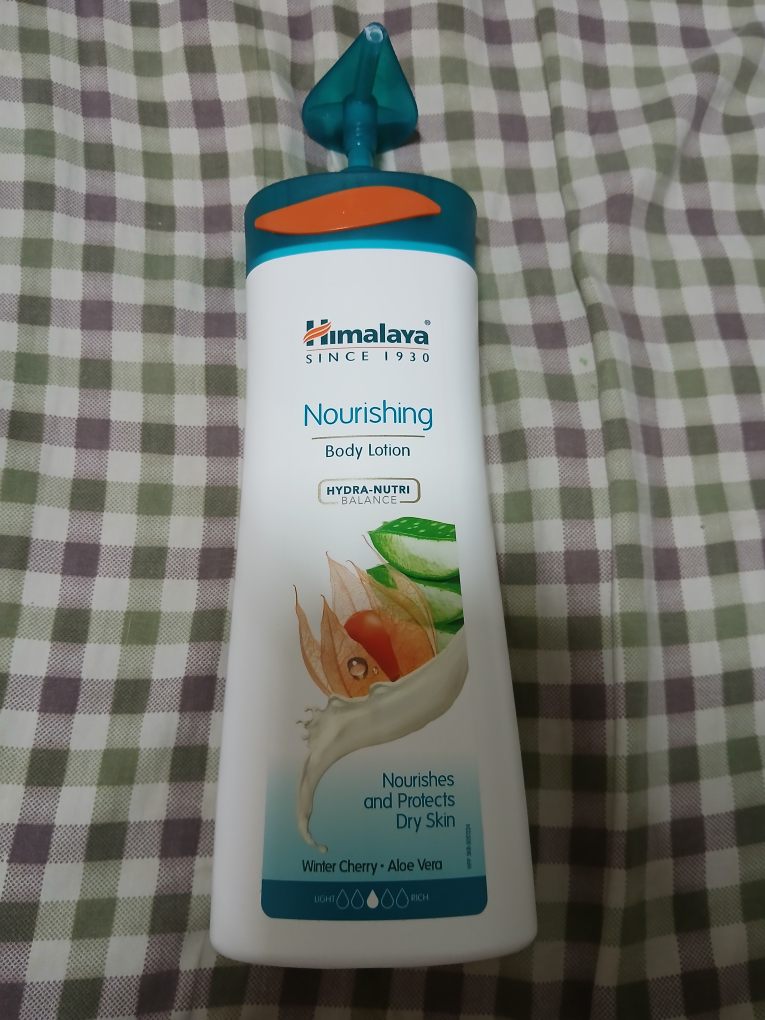 Himalaya®
SINCE 1930
Nourishing
Body Lotion
HYDRA-NUTRI
BALANCE
Nourishes
and Protects
Dry Skin
Winter Cherry • Aloe Vera
LIGHT RICH